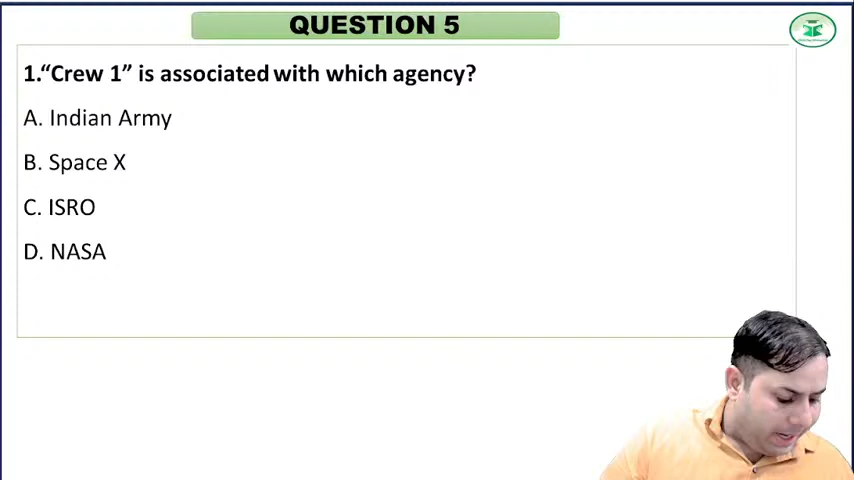 QUESTION 5
1.“Crew 1” is associated with which agency?
A. Indian Army
B. Space X
C. ISRO
D. NASA